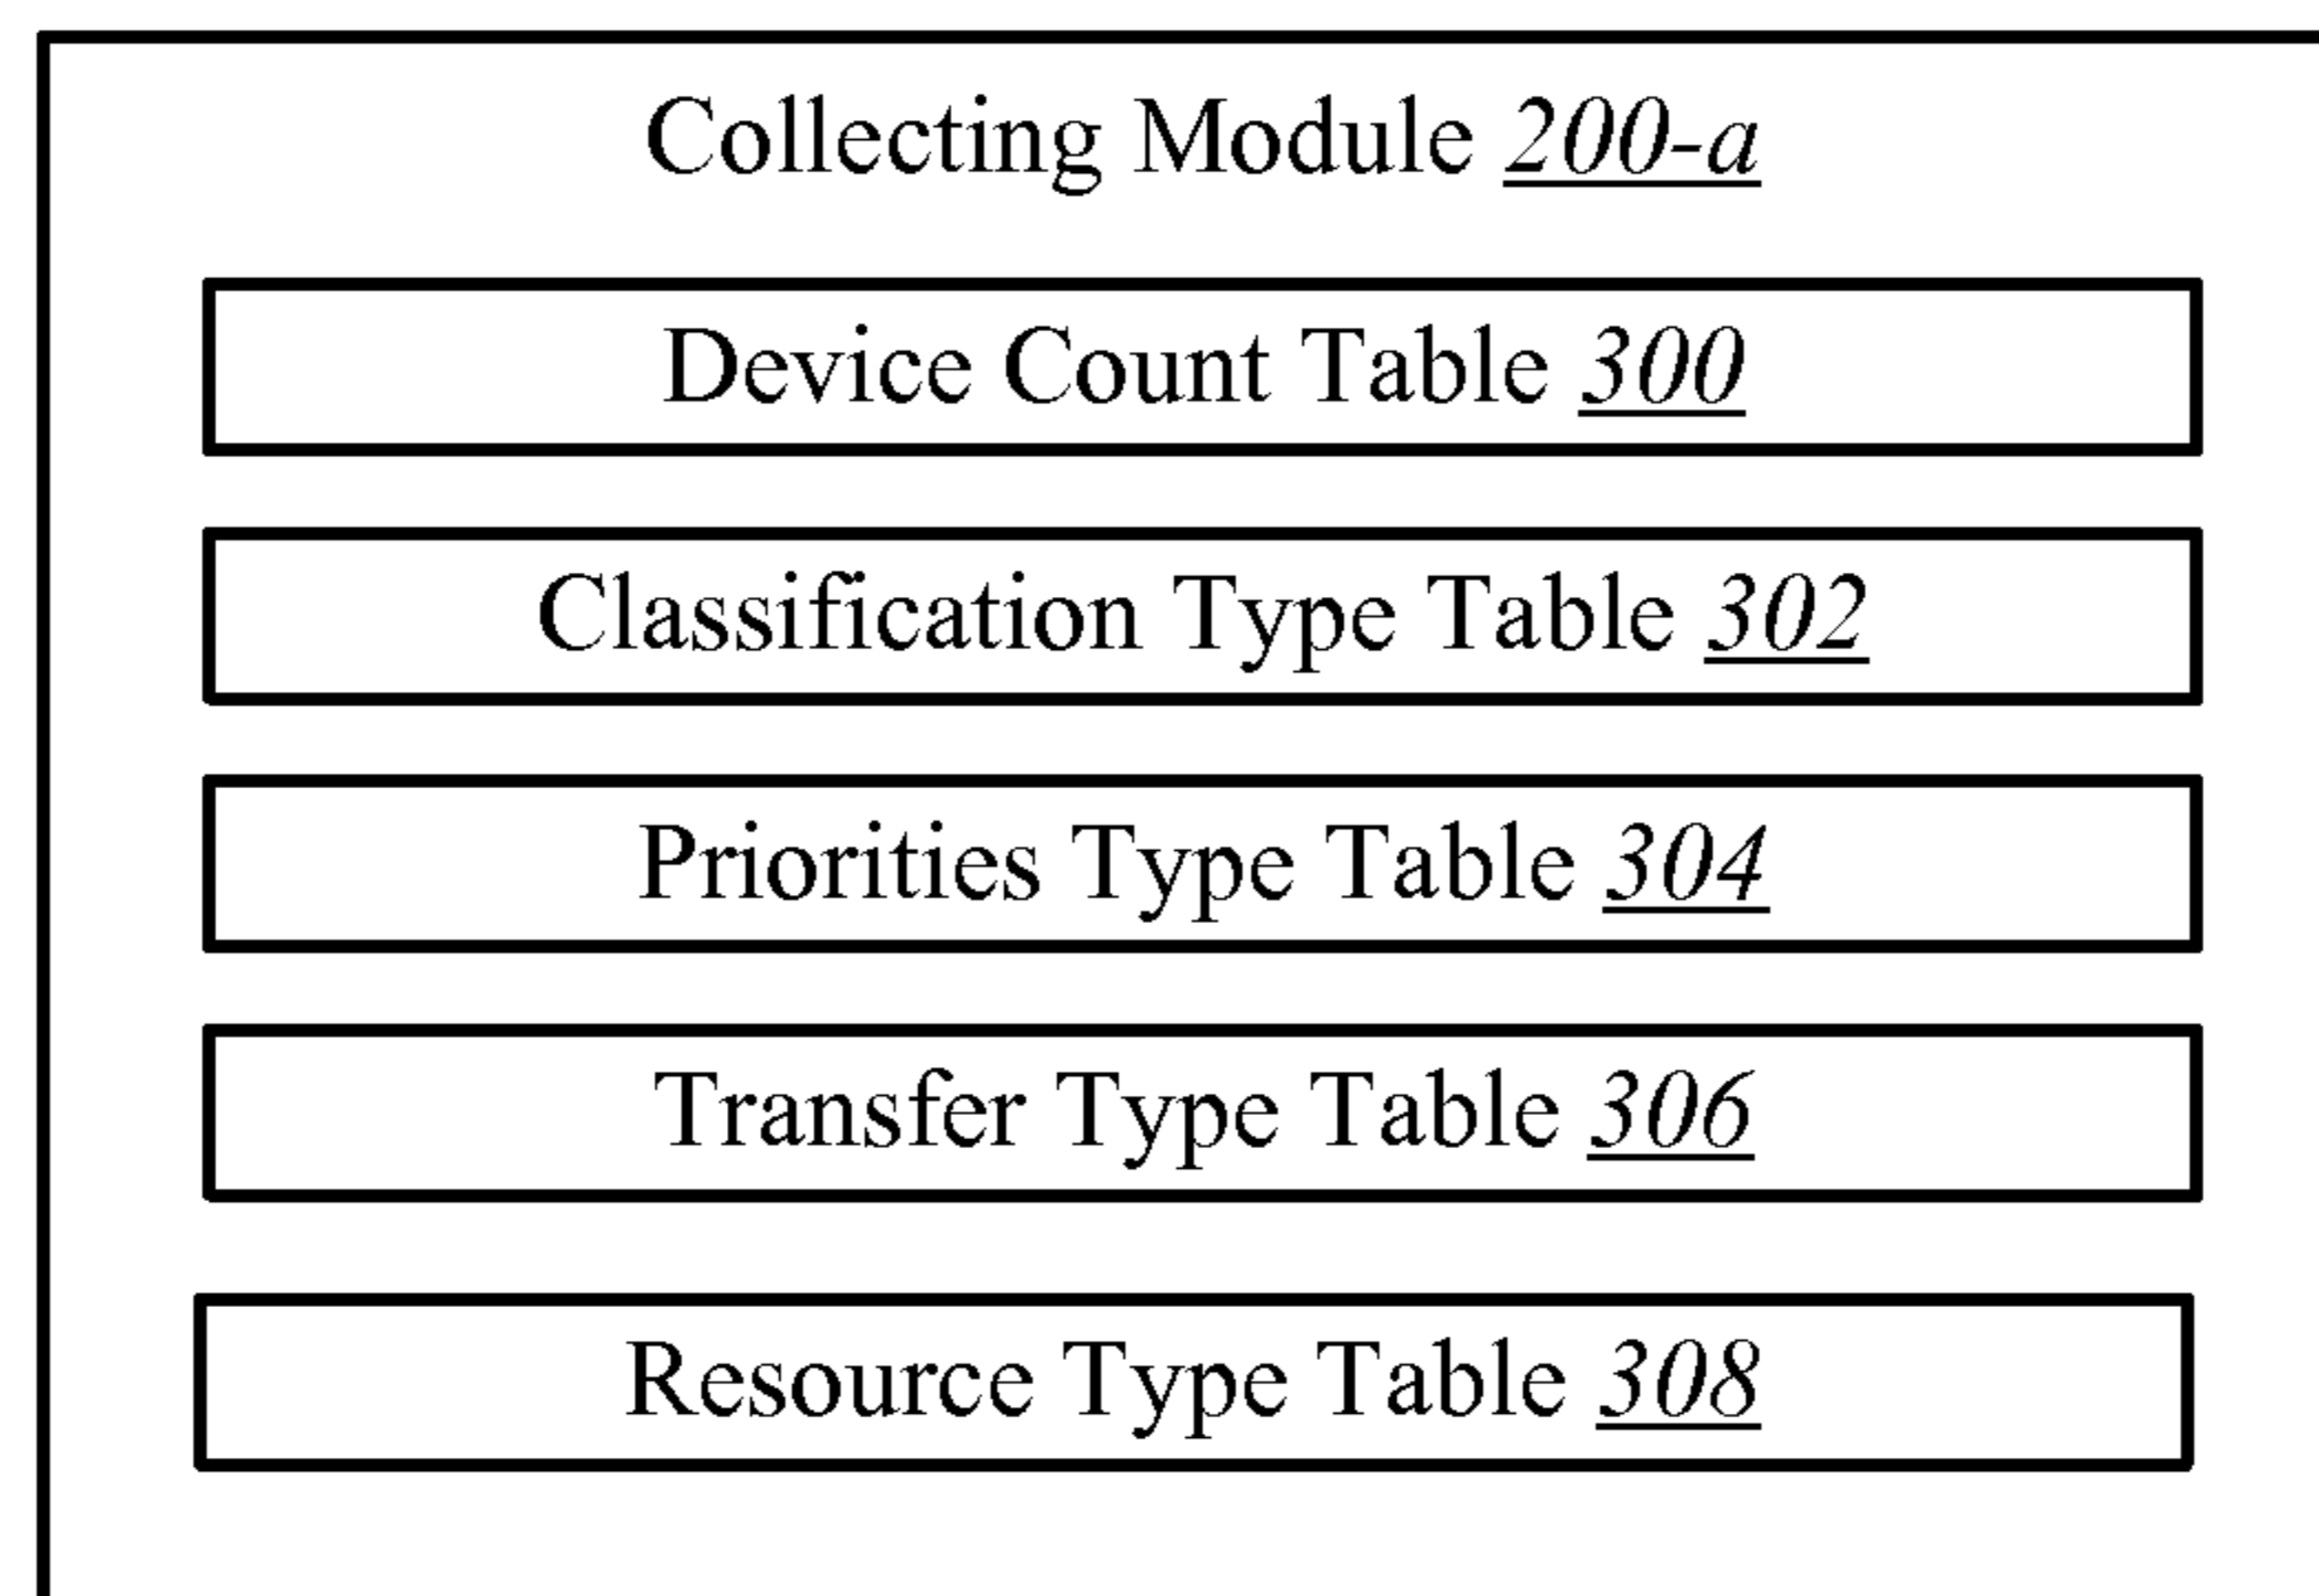 Collecting Module 200-a
Device Count Table 300
Classification Type Table 302
Priorities Type Table 304
Transfer Type Table 306
Resource Type Table 308